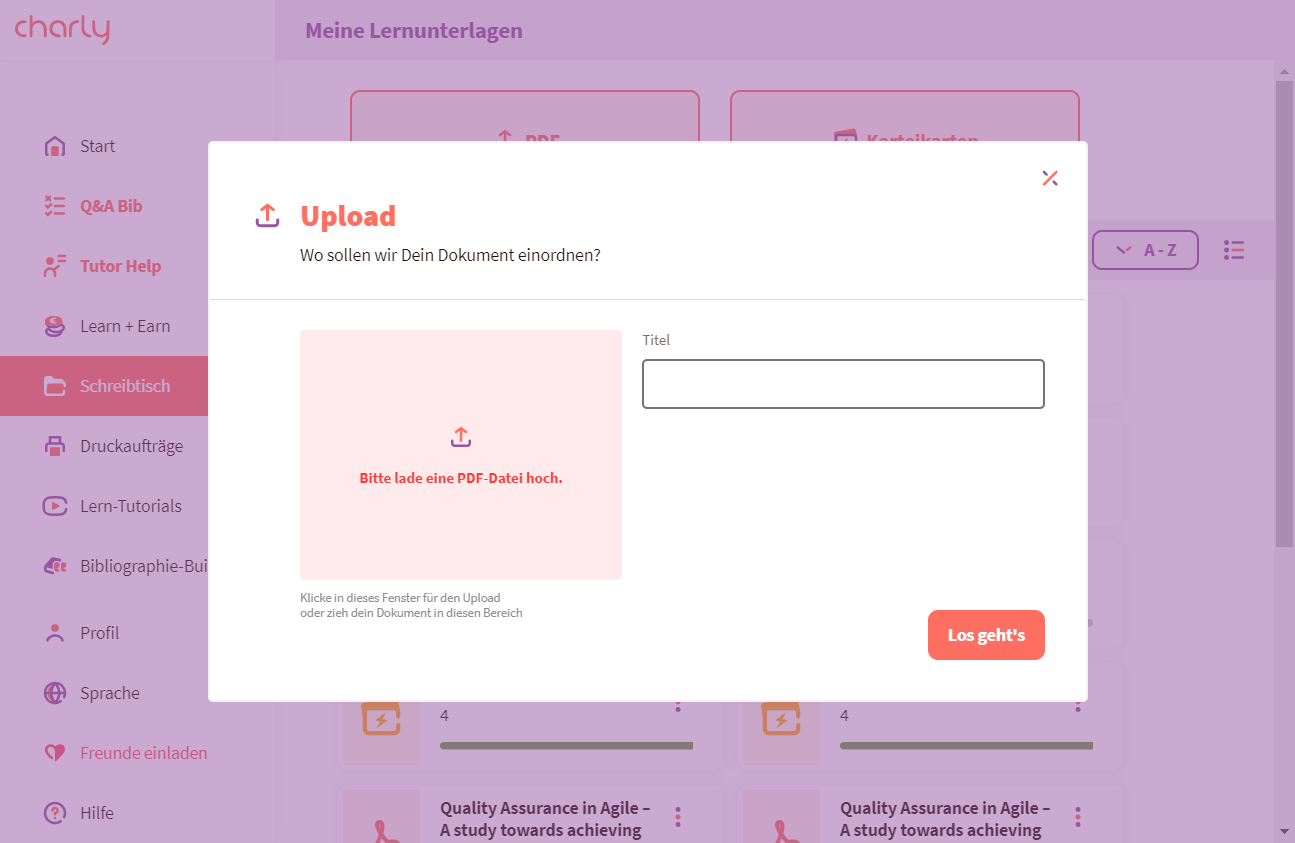 charly
Meine Lernunterlagen
Start
Q&A Bib
Tutor Help
Learn + Earn
Schreibtisch
Druckaufträge
Lern-Tutorials
Bibliographie-Bui
Profil
Sprache
Freunde einladen
Hilfe
PDF
Karteikarten
A - Z
Upload
Wo sollen wir Dein Dokument einordnen?
Bitte lade eine PDF-Datei hoch.
Klicke in dieses Fenster für den Upload
oder zieh dein Dokument in diesen Bereich
Titel
Los geht's
4
4
Quality Assurance in Agile –
A study towards achieving
Quality Assurance in Agile –
A study towards achieving